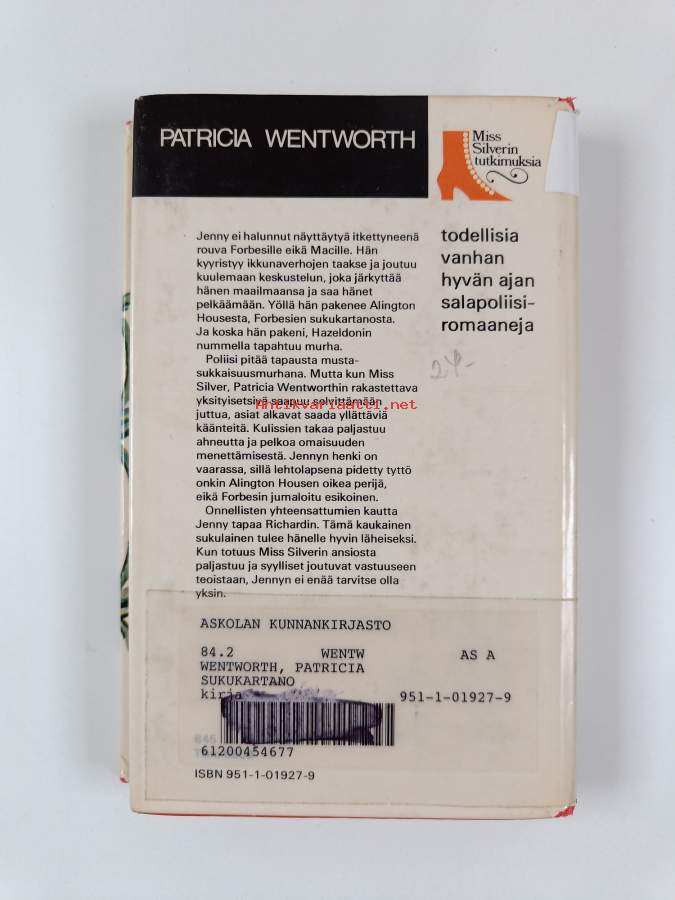 PATRICIA WENTWORTH
Miss
Silverin
tutkimuksia
Jenny ei halunnut näyttäytyä itkettyneenä
rouva Forbesille eikä Macille. Hän
kyyristyy ikkunaverhojen taakse ja joutuu
kuulemaan keskustelun, joka järkyttää
hänen maailmaansa ja saa hänet
pelkäämään. Yöllä hän pakenee Alington
Housesta, Forbesien sukukartanosta.
Ja koska hän pakeni, Hazeldonin
nummella tapahtuu murha.
Poliisi pitää tapausta musta-
sukkaisuusmurhana. Mutta kun Miss
Silver, Patricia Wentworthin rakastettava
yksityisetsivä saapuu selvittämään
juttua, asiat alkavat saada yllättäviä
käänteitä. Kulissien takaa paljastuu
ahneutta ja pelkoa omaisuuden
menettämisestä. Jennyn henki on
vaarassa, sillä lehtolapsena pidetty tyttö
onkin Alington Housen oikea perijä,
eikä Forbesin jumaloitu esikoinen.
Onnellisten yhteensattumien kautta
Jenny tapaa Richardin. Tämä kaukainen
sukulainen tulee hänelle hyvin läheiseksi.
Kun totuus Miss Silverin ansiosta
paljastuu ja syylliset joutuvat vastuuseen
teoistaan, Jennyn ei enää tarvitse olla
yksin.
todellisia
vanhan
hyvän ajan
salapoliisi-
romaaneja
24-
Antikvariaatti.net
ASKOLAN KUNNANKIRJASTO
84.2 WENTW AS A
WENTWORTH, PATRICIA
SUKUKARTANO
kirja 951-1-01927-9
61200454677
ISBN 951-1-01927-9